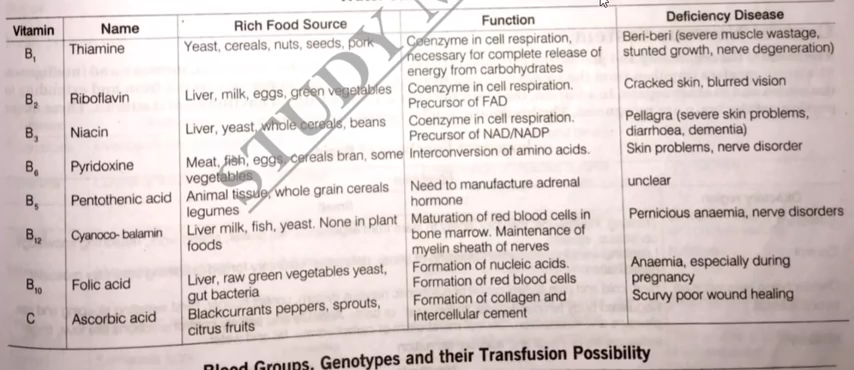 Vitamin Name Rich Food Source Function Deficiency Disease
B₁ Thiamine Yeast, cereals, nuts, seeds, pork Coenzyme in cell respiration, Beri-beri (severe muscle wastage,
necessary for complete release of stunted growth, nerve degeneration)
energy from carbohydrates
B₂ Riboflavin Liver, milk, eggs, green vegetables Coenzyme in cell respiration. Cracked skin, blurred vision
Precursor of FAD
B₃ Niacin Liver, yeast, whole cereals, beans Coenzyme in cell respiration. Pellagra (severe skin problems,
Precursor of NAD/NADP diarrhoea, dementia)
B₆ Pyridoxine Meat, fish, eggs, cereals bran, some Interconversion of amino acids. Skin problems, nerve disorder
vegetables
B₅ Pentothenic acid Animal tissue, whole grain cereals Need to manufacture adrenal unclear
legumes hormone
B₁₂ Cyanoco- balamin Liver milk, fish, yeast. None in plant Maturation of red blood cells in Pernicious anaemia, nerve disorders
foods bone marrow. Maintenance of
myelin sheath of nerves
B₁₀ Folic acid Liver, raw green vegetables yeast, Formation of nucleic acids. Anaemia, especially during
gut bacteria Formation of red blood cells pregnancy
C Ascorbic acid Blackcurrants peppers, sprouts, Formation of collagen and Scurvy poor wound healing
citrus fruits intercellular cement
Blood Groups, Genotypes and their Transfusion Possibility
STUDY